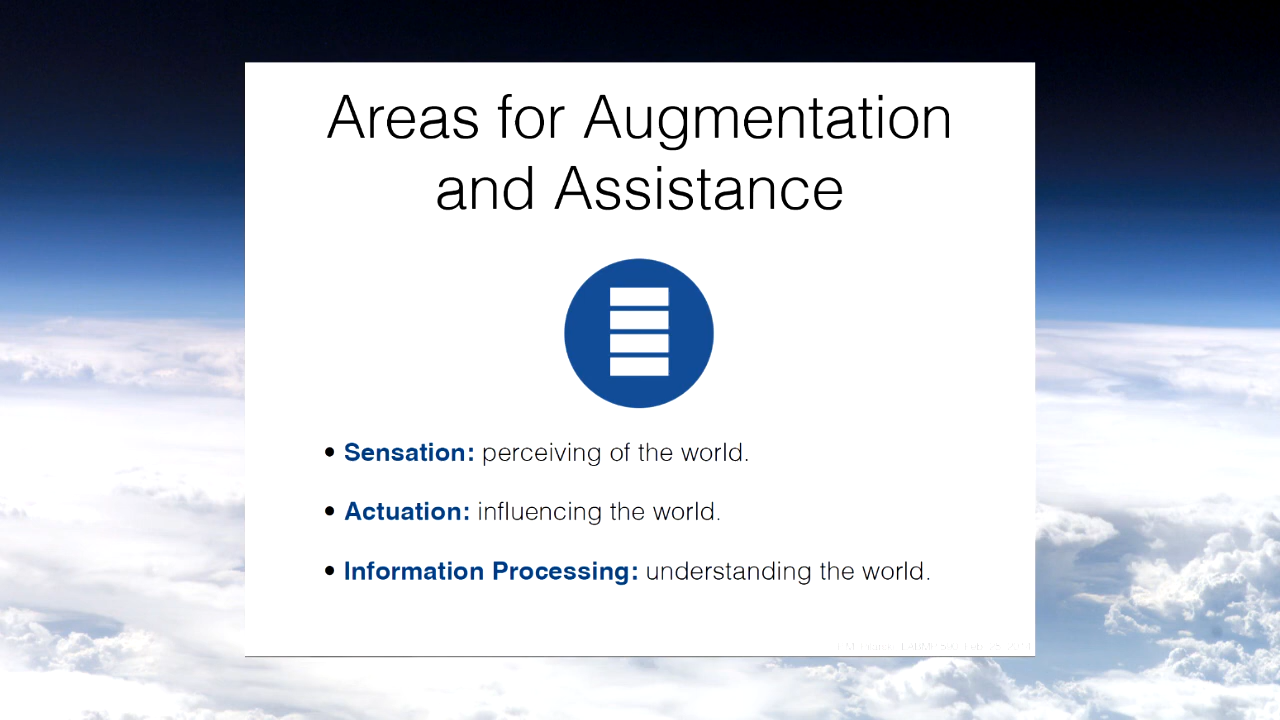 Areas for Augmentation
and Assistance
• Sensation: perceiving of the world.
• Actuation: influencing the world.
• Information Processing: understanding the world.